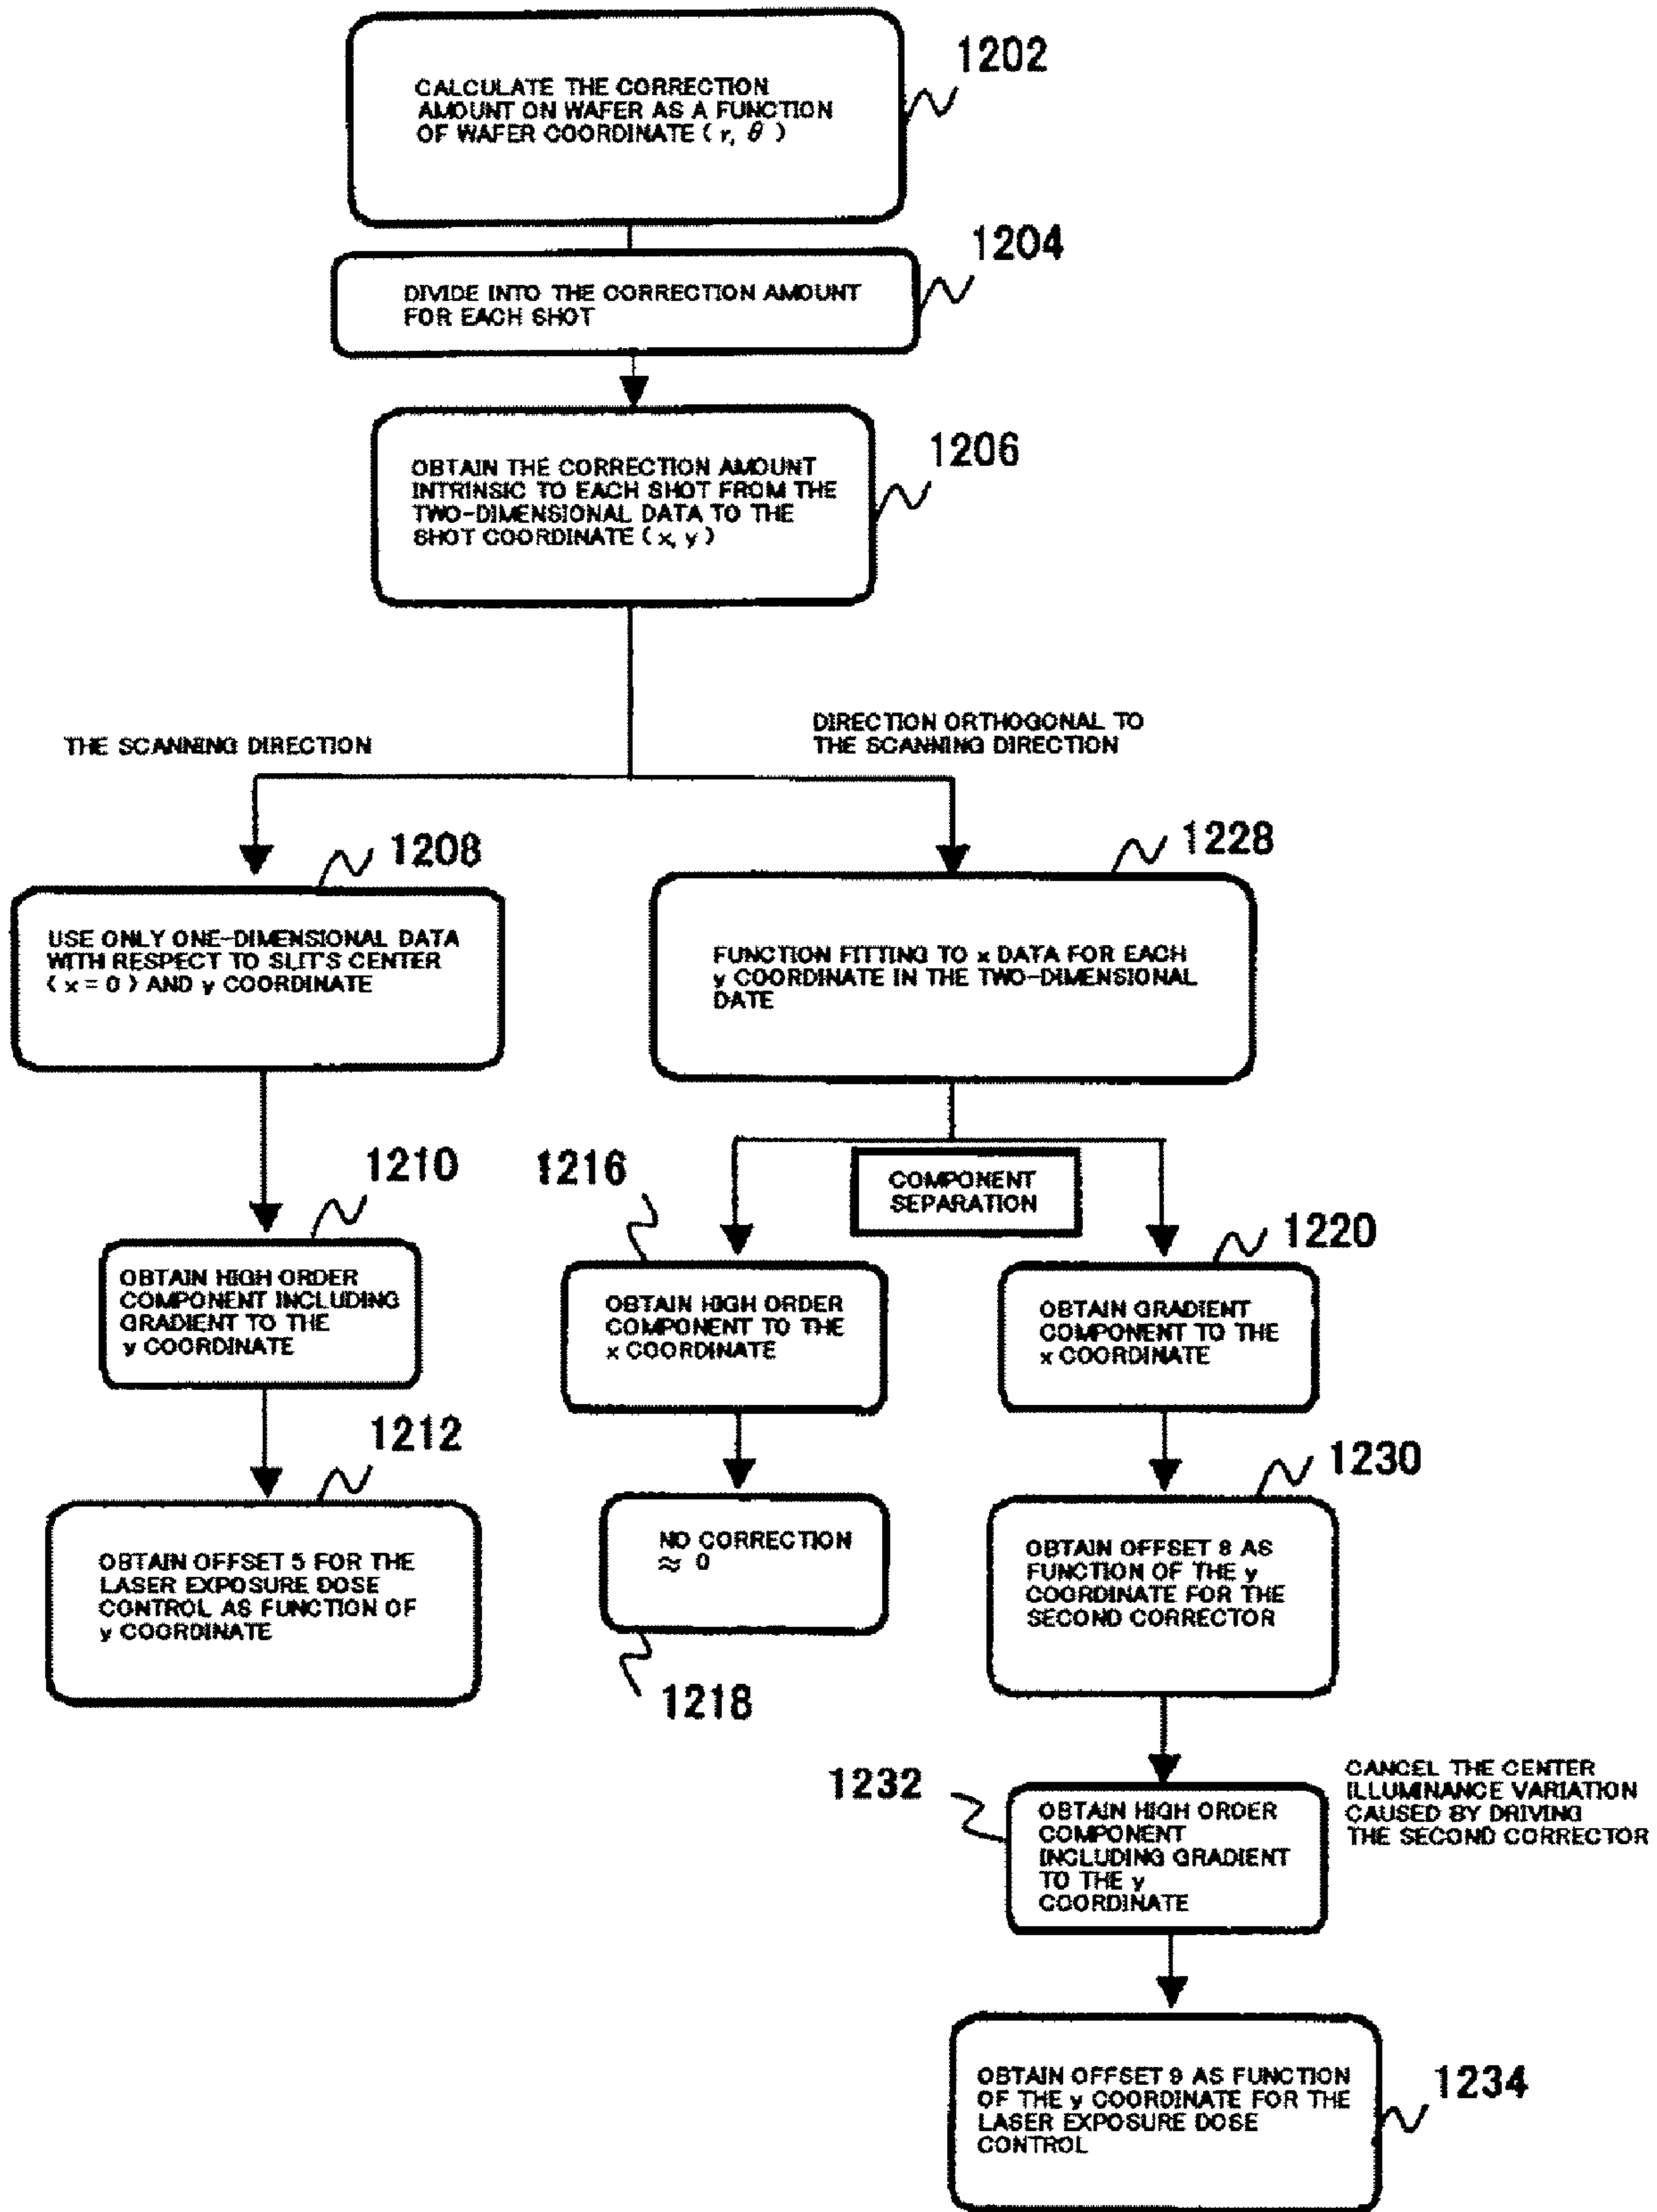 1202
CALCULATE THE CORRECTION
AMOUNT ON WAFER AS A FUNCTION
OF WAFER COORDINATE ( r, θ )
1204
DIVIDE INTO THE CORRECTION AMOUNT
FOR EACH SHOT
1206
OBTAIN THE CORRECTION AMOUNT
INTRINSIC TO EACH SHOT FROM THE
TWO-DIMENSIONAL DATA TO THE
SHOT COORDINATE ( x, y )
THE SCANNING DIRECTION
DIRECTION ORTHOGONAL TO
THE SCANNING DIRECTION
1208
USE ONLY ONE-DIMENSIONAL DATA
WITH RESPECT TO SLIT'S CENTER
( x = 0 ) AND y COORDINATE
1228
FUNCTION FITTING TO x DATA FOR EACH
y COORDINATE IN THE TWO-DIMENSIONAL
DATE
COMPONENT
SEPARATION
1210
OBTAIN HIGH ORDER
COMPONENT INCLUDING
GRADIENT TO THE
y COORDINATE
1216
OBTAIN HIGH ORDER
COMPONENT TO THE
x COORDINATE
1220
OBTAIN GRADIENT
COMPONENT TO THE
x COORDINATE
1212
OBTAIN OFFSET 5 FOR THE
LASER EXPOSURE DOSE
CONTROL AS FUNCTION OF
y COORDINATE
NO CORRECTION
≈ 0
1218
1230
OBTAIN OFFSET 8 AS
FUNCTION OF THE y
COORDINATE FOR THE
SECOND CORRECTOR
1232
OBTAIN HIGH ORDER
COMPONENT
INCLUDING GRADIENT
TO THE y
COORDINATE
CANCEL THE CENTER
ILLUMINANCE VARIATION
CAUSED BY DRIVING
THE SECOND CORRECTOR
1234
OBTAIN OFFSET 9 AS FUNCTION
OF THE y COORDINATE FOR THE
LASER EXPOSURE DOSE
CONTROL